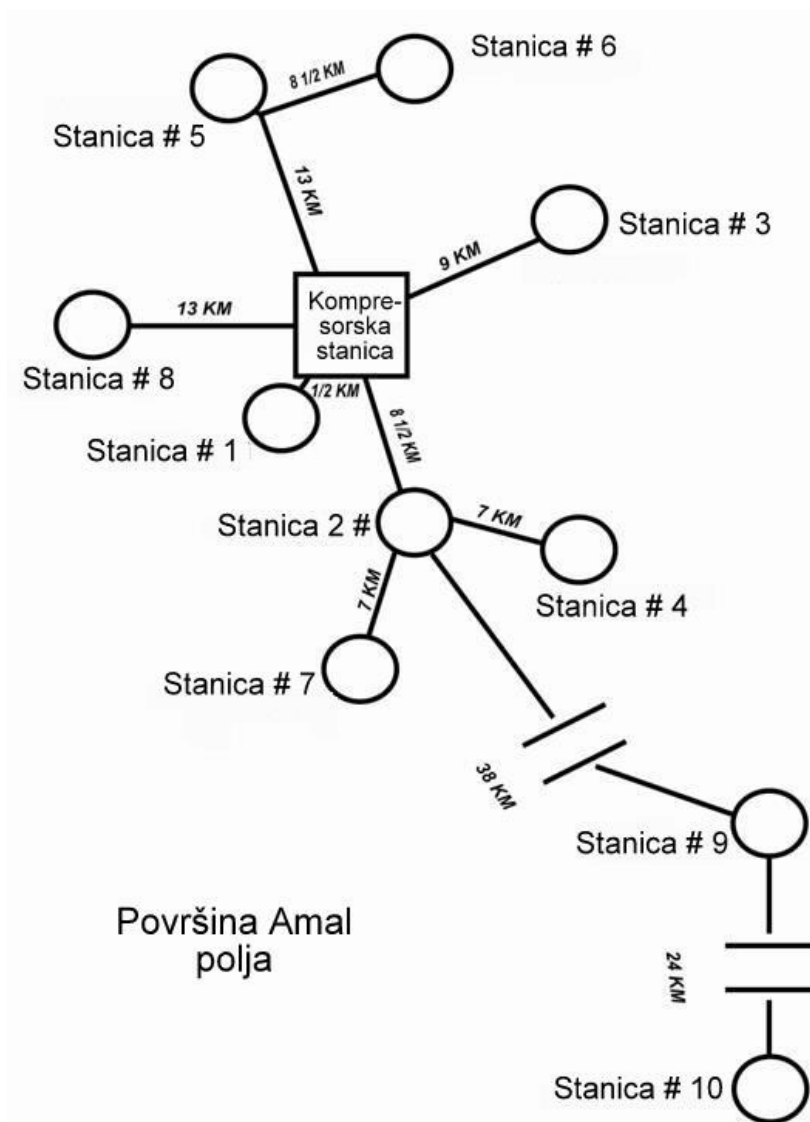 Stanica # 6
8 1/2 KM
Stanica # 5
13 KM
Stanica # 3
9 KM
Kompre-
sorska
stanica
13 KM
Stanica # 8
1/2 KM
Stanica # 1
8 1/2 KM
Stanica 2 #
7 KM
Stanica # 4
7 KM
Stanica # 7
38 KM
Stanica # 9
Površina Amal
polja
24 KM
Stanica # 10